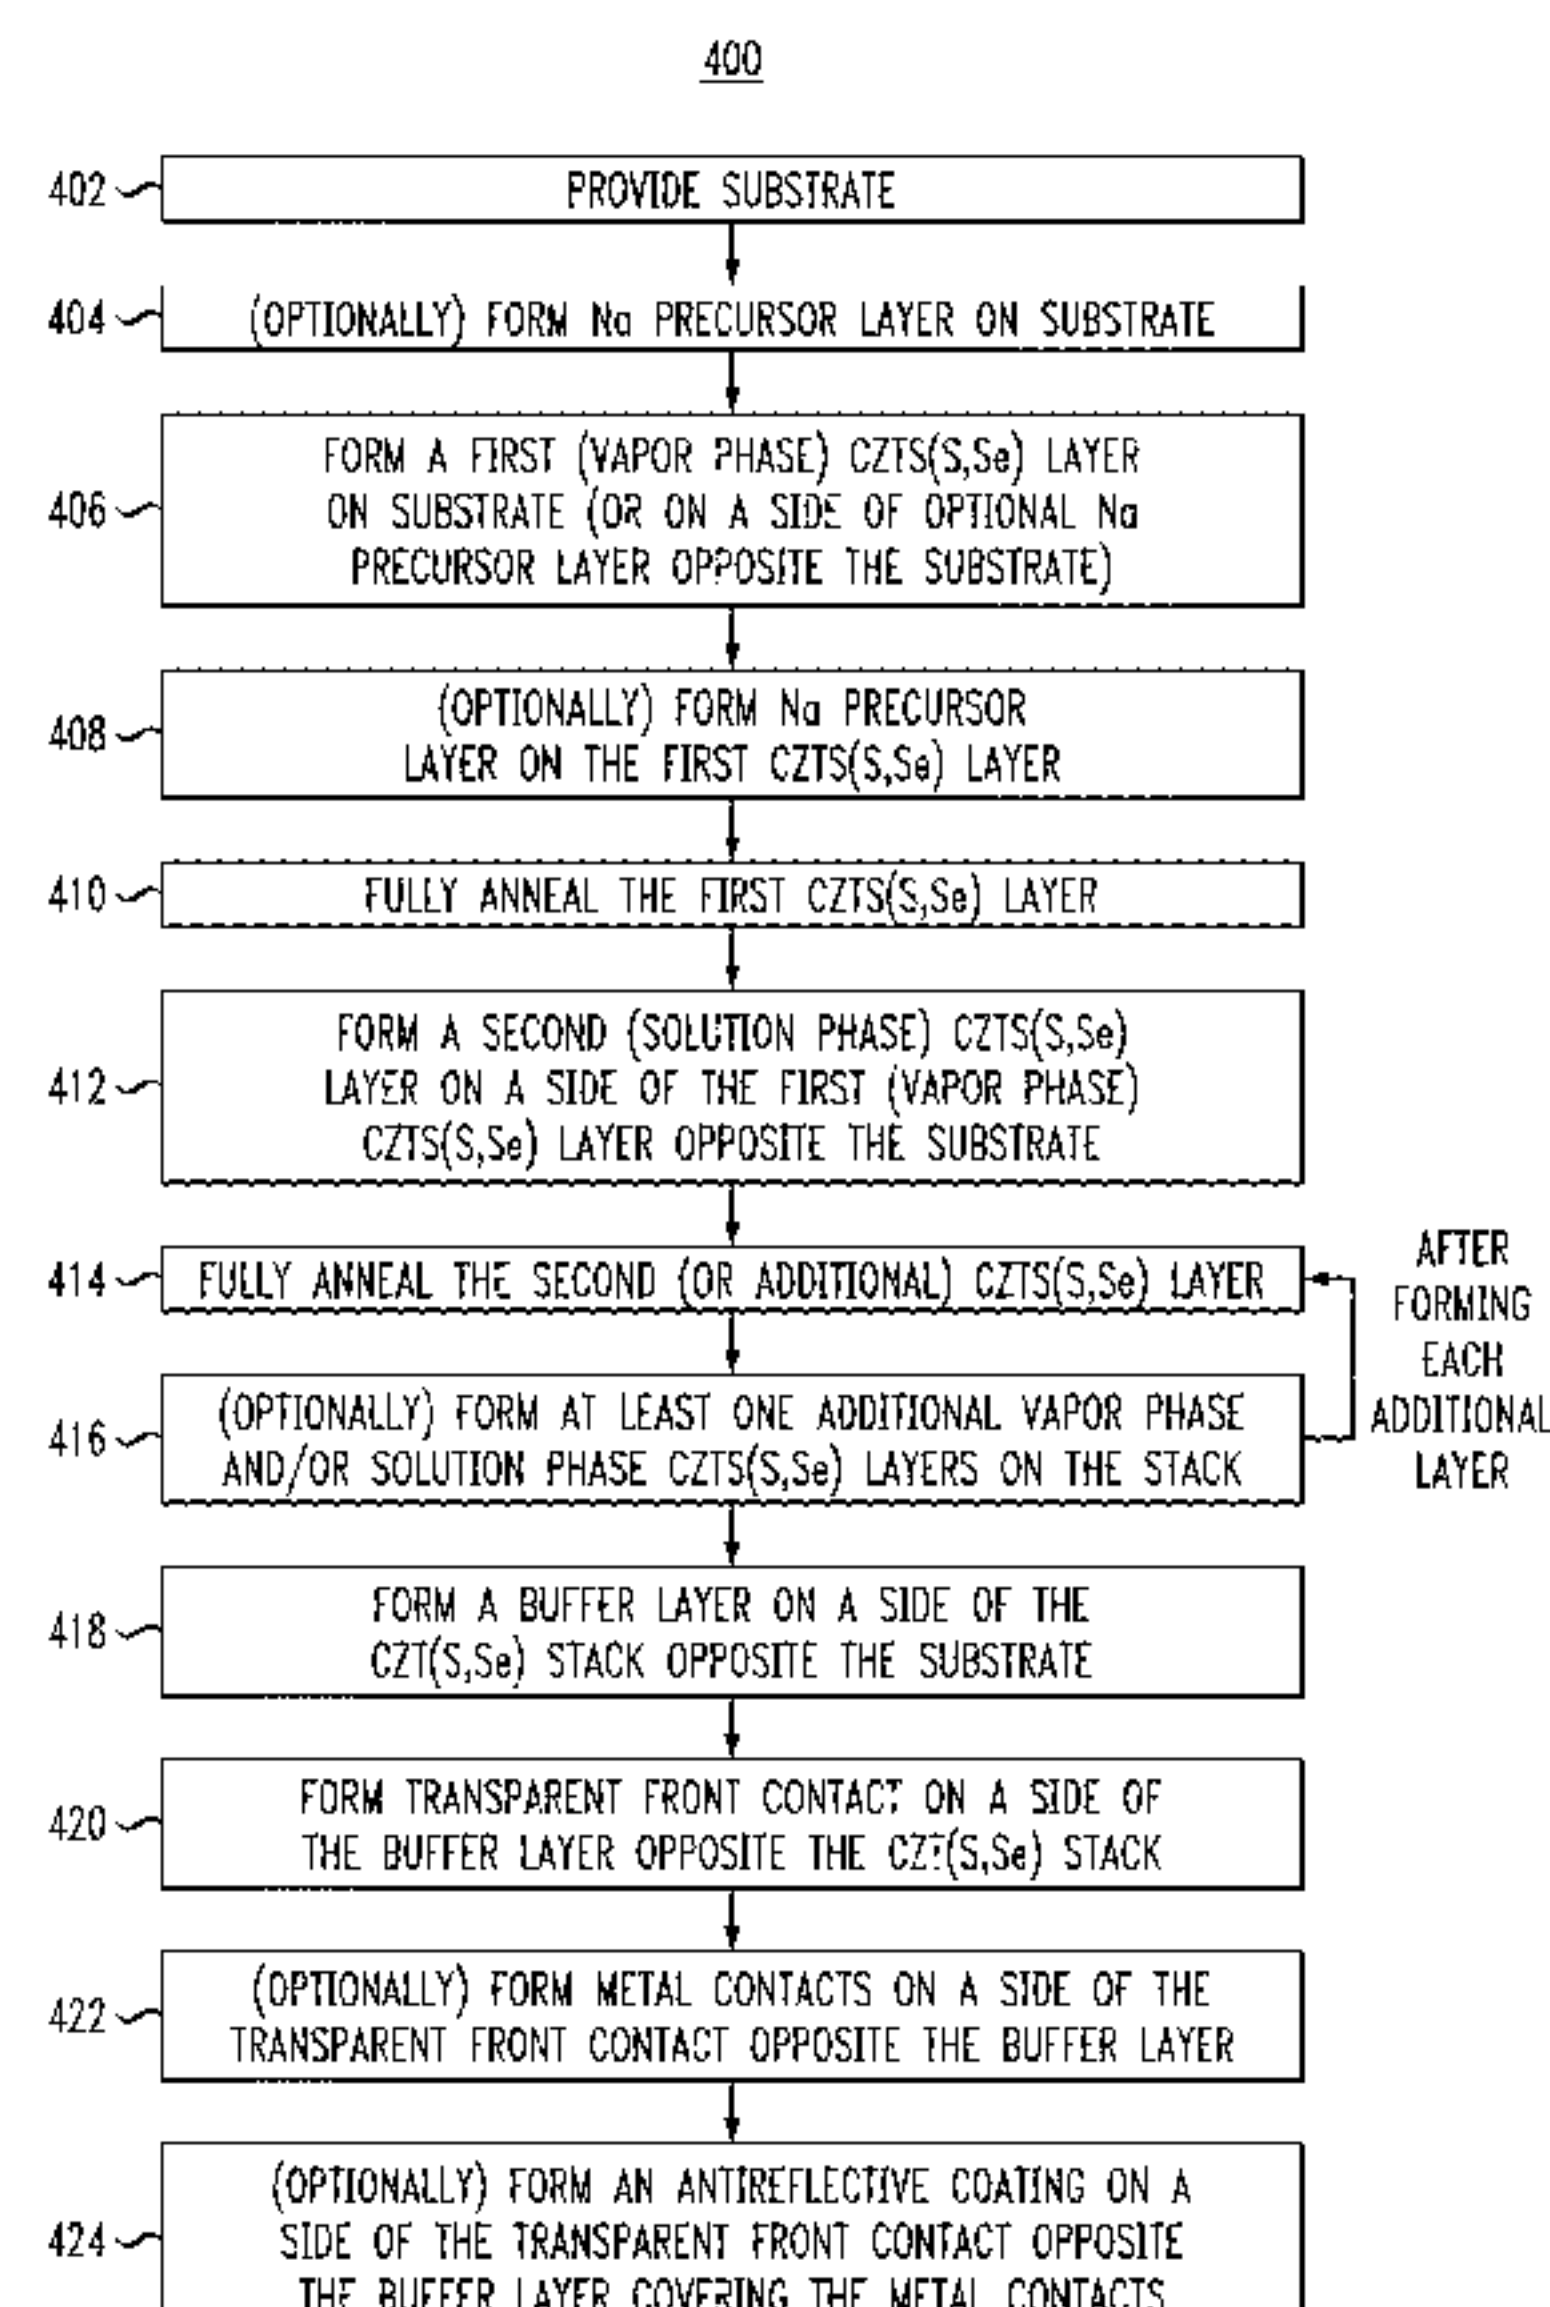 400
402 PROVIDE SUBSTRATE
404 (OPTIONALLY) FORM Na PRECURSOR LAYER ON SUBSTRATE
406
FORM A FIRST (VAPOR PHASE) CZTS(S,Se) LAYER
ON SUBSTRATE (OR ON A SIDE OF OPTIONAL Na
PRECURSOR LAYER OPPOSITE THE SUBSTRATE)
408
(OPTIONALLY) FORM Na PRECURSOR
LAYER ON THE FIRST CZTS(S,Se) LAYER
410 FULLY ANNEAL THE FIRST CZTS(S,Se) LAYER
412
FORM A SECOND (SOLUTION PHASE) CZTS(S,Se)
LAYER ON A SIDE OF THE FIRST (VAPOR PHASE)
CZTS(S,Se) LAYER OPPOSITE THE SUBSTRATE
414 FULLY ANNEAL THE SECOND (OR ADDITIONAL) CZTS(S,Se) LAYER
416
(OPTIONALLY) FORM AT LEAST ONE ADDITIONAL VAPOR PHASE
AND/OR SOLUTION PHASE CZTS(S,Se) LAYERS ON THE STACK
AFTER
FORMING
EACH
ADDITIONAL
LAYER
418
FORM A BUFFER LAYER ON A SIDE OF THE
CZT(S,Se) STACK OPPOSITE THE SUBSTRATE
420
FORM TRANSPARENT FRONT CONTACT ON A SIDE OF
THE BUFFER LAYER OPPOSITE THE CZT(S,Se) STACK
422
(OPTIONALLY) FORM METAL CONTACTS ON A SIDE OF THE
TRANSPARENT FRONT CONTACT OPPOSITE THE BUFFER LAYER
424
(OPTIONALLY) FORM AN ANTIREFLECTIVE COATING ON A
SIDE OF THE TRANSPARENT FRONT CONTACT OPPOSITE
THE BUFFER LAYER COVERING THE METAL CONTACTS